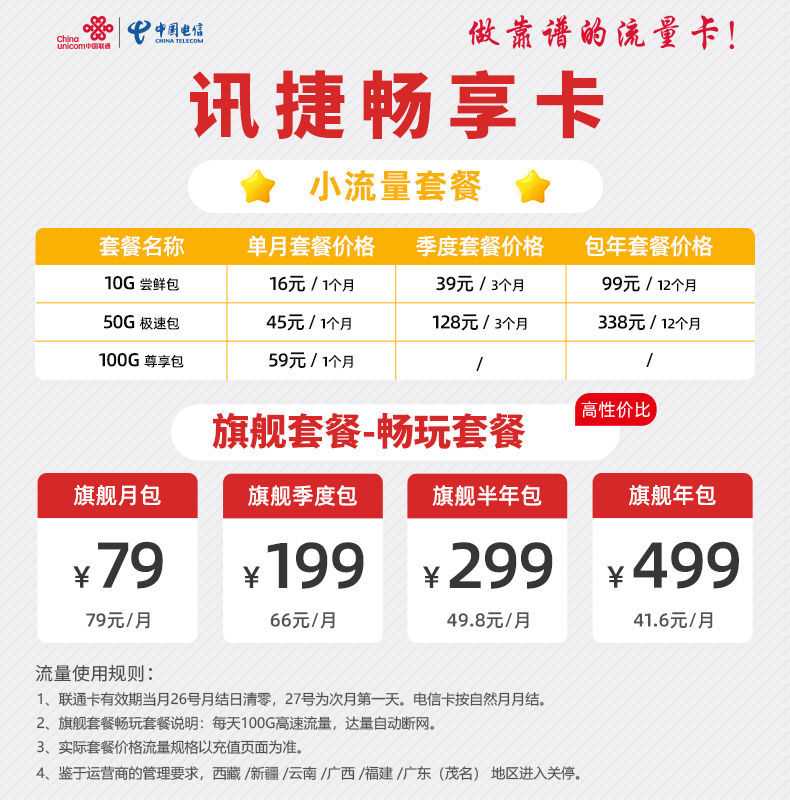 China
unicom中国联通
中国电信
CHINA TELECOM
做靠谱的流量卡!
讯捷畅享卡
小流量套餐
套餐名称 单月套餐价格 季度套餐价格 包年套餐价格
10G 尝鲜包 16元 / 1个月 39元 / 3个月 99元 / 12个月
50G 极速包 45元 / 1个月 128元 / 3个月 338元 / 12个月
100G 尊享包 59元 / 1个月 / /
旗舰套餐-畅玩套餐
高性价比
旗舰月包 旗舰季度包 旗舰半年包 旗舰年包
¥79 ¥199 ¥299 ¥499
79元/月 66元/月 49.8元/月 41.6元/月
流量使用规则：
1、联通卡有效期当月26号月结日清零，27号为次月第一天。电信卡按自然月月结。
2、旗舰套餐畅玩套餐说明：每天100G高速流量，达量自动断网。
3、实际套餐价格流量规格以充值页面为准。
4、鉴于运营商的管理要求，西藏 /新疆 /云南 /广西 /福建 /广东（茂名） 地区进入关停。